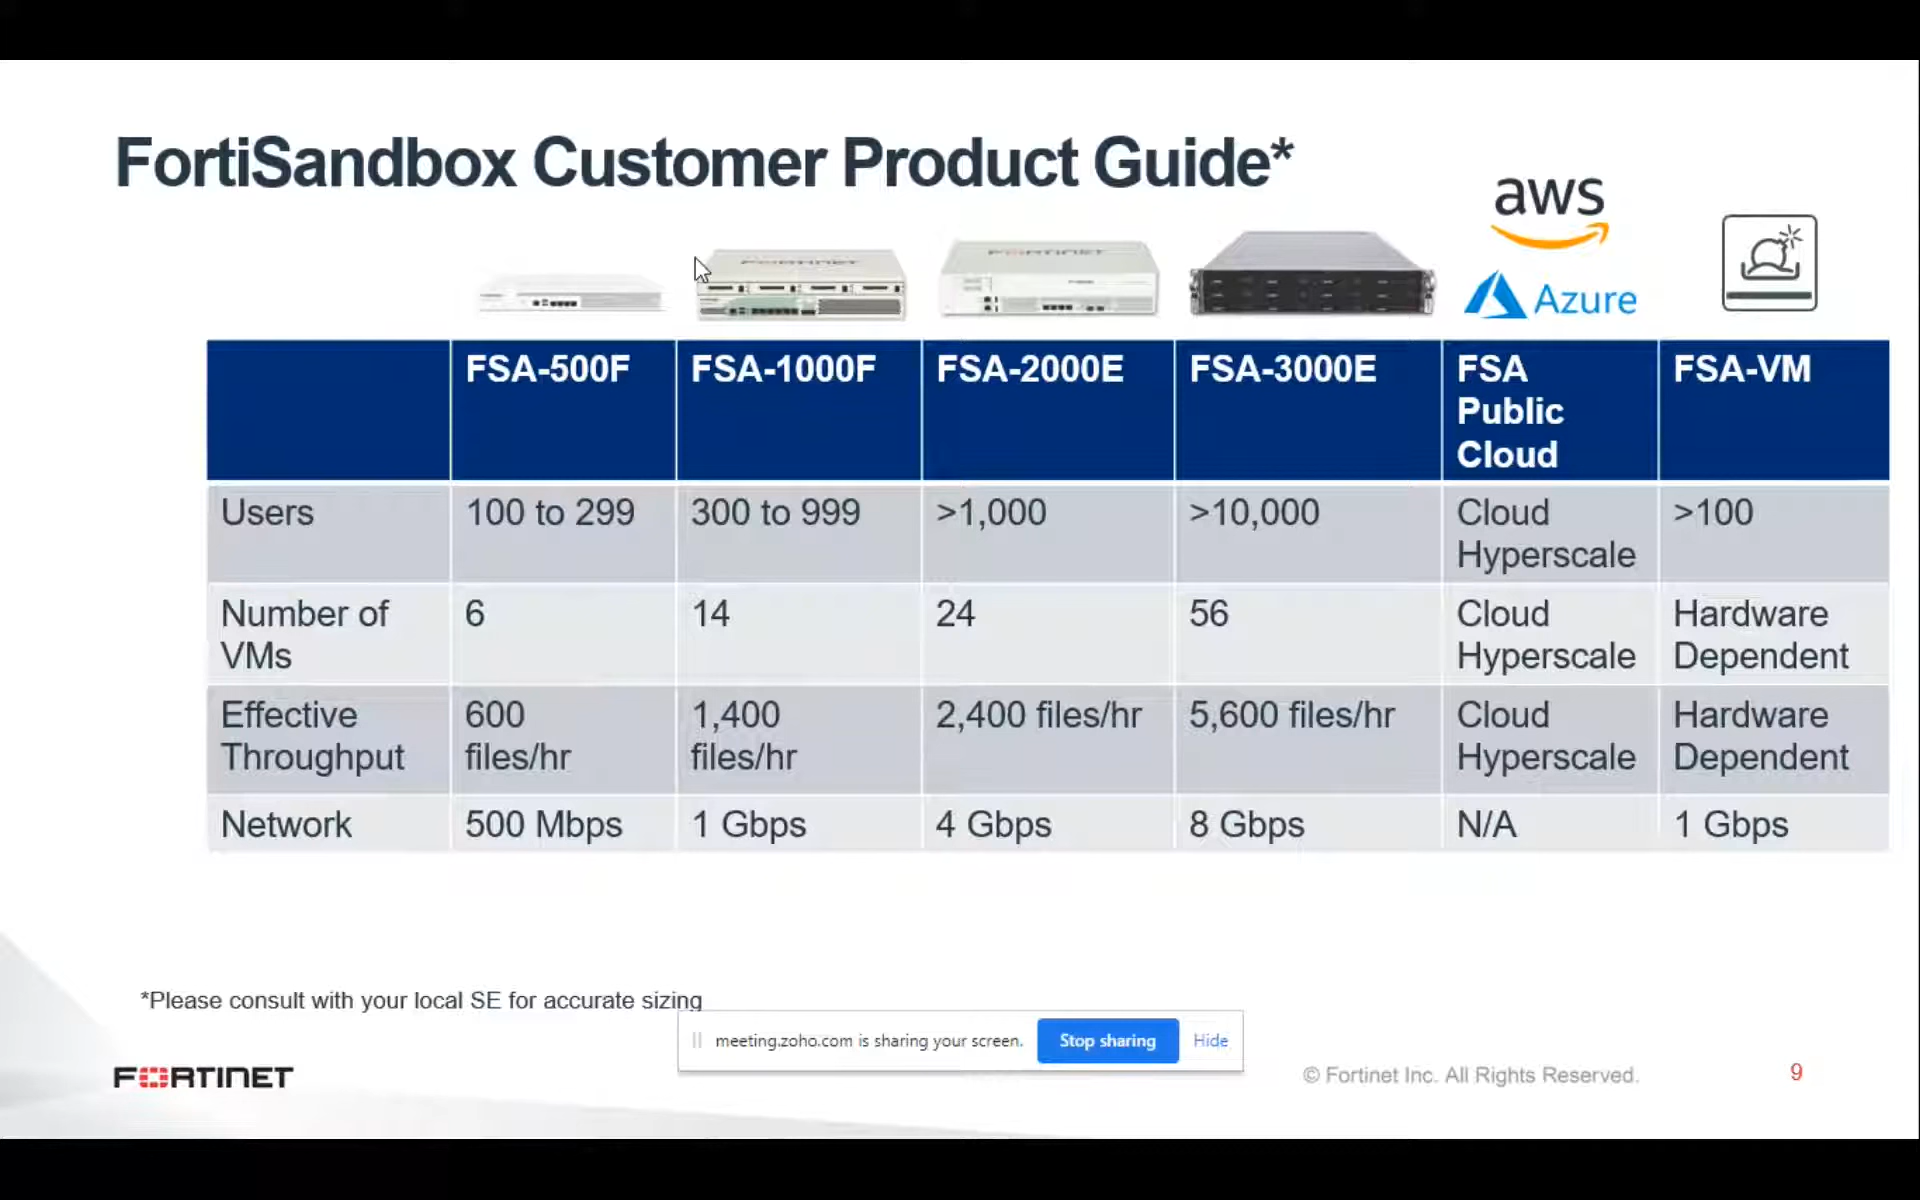 FortiSandbox Customer Product Guide*
aws
Azure
FORTINET
FORTINET
FSA-500F FSA-1000F FSA-2000E FSA-3000E FSA Public Cloud FSA-VM
Users 100 to 299 300 to 999 >1,000 >10,000 Cloud Hyperscale >100
Number of VMs 6 14 24 56 Cloud Hyperscale Hardware Dependent
Effective Throughput 600 files/hr 1,400 files/hr 2,400 files/hr 5,600 files/hr Cloud Hyperscale Hardware Dependent
Network 500 Mbps 1 Gbps 4 Gbps 8 Gbps N/A 1 Gbps
*Please consult with your local SE for accurate sizing
meeting.zoho.com is sharing your screen. Stop sharing Hide
FORTINET
© Fortinet Inc. All Rights Reserved.
9